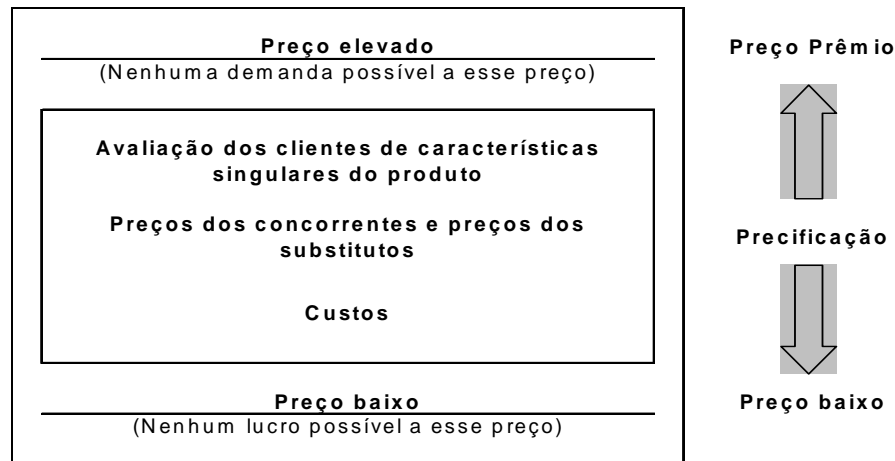 Preço elevado
(Nenhuma demanda possível a esse preço)
Avaliação dos clientes de características
singulares do produto
Preços dos concorrentes e preços dos
substitutos
Custos
Preço baixo
(Nenhum lucro possível a esse preço)
Preço Prêmio
Precificação
Preço baixo